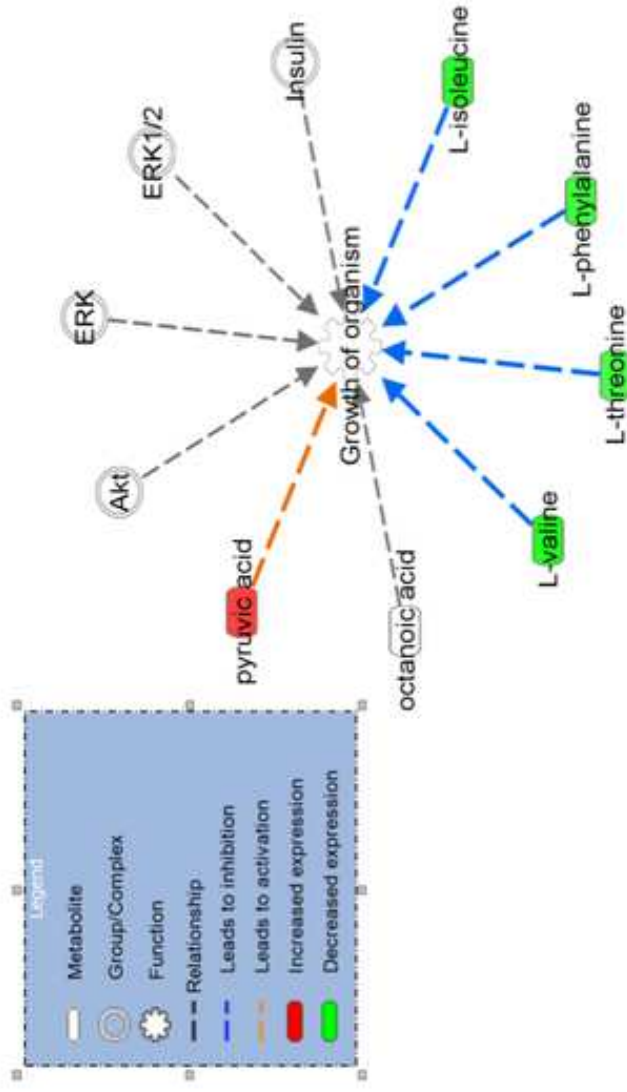 Legend
Metabolite
Group/Complex
Function
Relationship
Leads to inhibition
Leads to activation
Increased expression
Decreased expression
pyruvic acid
Akt
ERK
ERK1/2
Insulin
Growth of organism
octanoic acid
L-valine
L-threonine
L-phenylalanine
L-isoleucine